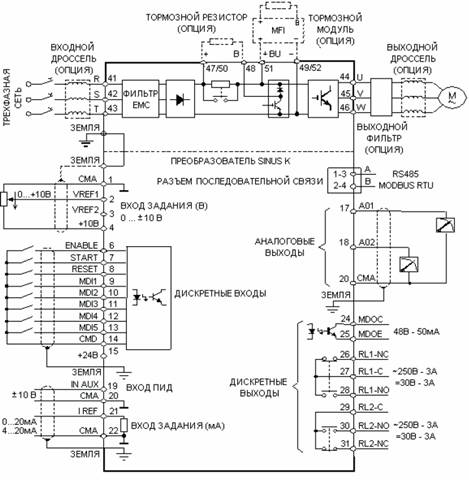 ТОРМОЗНОЙ РЕЗИСТОР
(ОПЦИЯ)
MFI
ТОРМОЗНОЙ
МОДУЛЬ
(ОПЦИЯ)
ВХОДНОЙ
ДРОССЕЛЬ
(ОПЦИЯ)
+ B - +BU -
47/50 48 51 49/52
ВЫХОДНОЙ
ДРОССЕЛЬ
(ОПЦИЯ)
ТРЕХФАЗНАЯ
СЕТЬ
R 41
S 42
T 43
ФИЛЬТР
EMC
44 U
45 V
46 W
M
~
ЗЕМЛЯ
ВЫХОДНОЙ
ФИЛЬТР
(ОПЦИЯ)
ЗЕМЛЯ
ПРЕОБРАЗОВАТЕЛЬ SINUS K
РАЗЪЕМ ПОСЛЕДОВАТЕЛЬНОЙ СВЯЗИ
1-3 A
2-4 B
RS485
MODBUS RTU
CMA 1
0...+10В
VREF1 2
VREF2 3
+10В 4
ВХОД ЗАДАНИЯ (В)
0 ... ±10 В
17 A01
18 A02
20 CMA
АНАЛОГОВЫЕ
ВЫХОДЫ
ЗЕМЛЯ
ENABLE 6
START 7
RESET 8
MDI1 9
MDI2 10
MDI3 11
MDI4 12
MDI5 13
CMD 14
+24В 15
ДИСКРЕТНЫЕ ВХОДЫ
ЗЕМЛЯ
24 MDOC
25 MDOE
48В - 50мА
26 RL1-NC
27 RL1-C
28 RL1-NO
~250В - 3А
=30В - 3А
29 RL2-C
30 RL2-NO
31 RL2-NC
~250В - 3А
=30В - 3А
ДИСКРЕТНЫЕ
ВЫХОДЫ
IN AUX 19
ВХОД ПИД
±10 В
CMA 20
I REF 21
0...20мА
4...20мА
CMA 22
ВХОД ЗАДАНИЯ (мА)
ЗЕМЛЯ